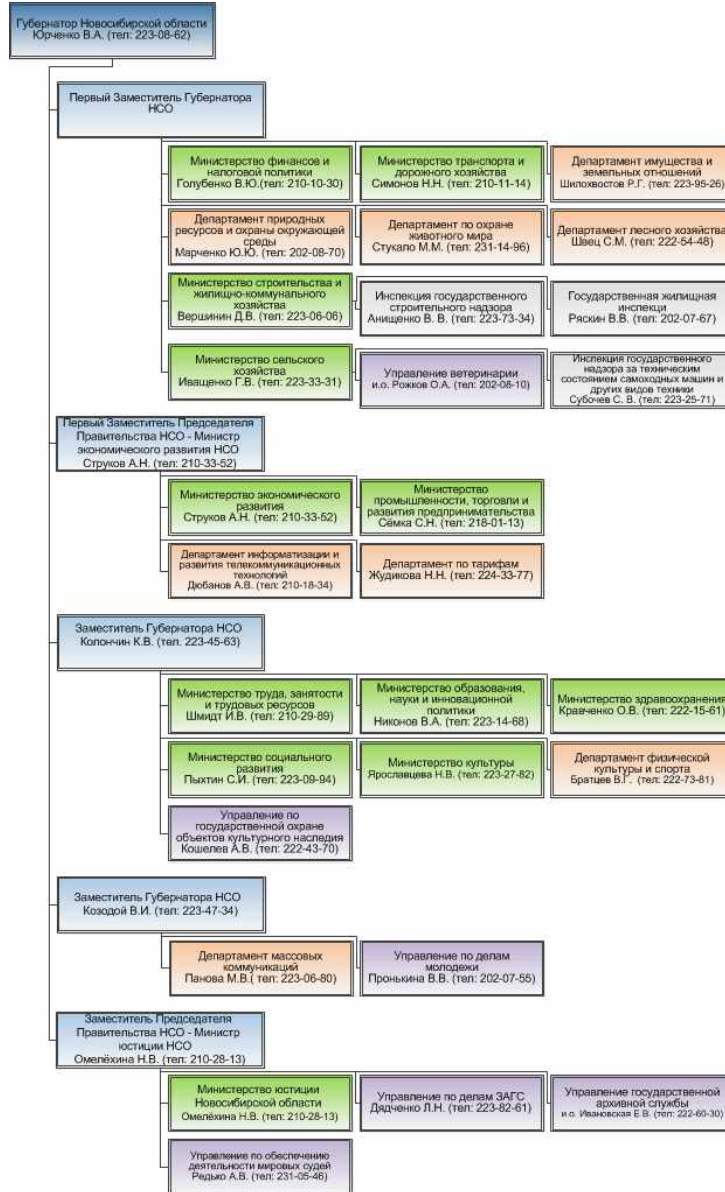 Губернатор Новосибирской области
Юрченко В.А. (тел: 223-08-62)
Первый Заместитель Губернатора
НСО
Министерство финансов и
налоговой политики
Голубенко В.Ю.(тел: 210-10-30)
Министерство транспорта и
дорожного хозяйства
Симонов Н.Н. (тел: 210-11-14)
Департамент имущества и
земельных отношений
Шилохвостов Р.Г. (тел: 223-95-26)
Департамент природных
ресурсов и охраны окружающей
среды
Марченко Ю.Ю. (тел: 202-08-70)
Департамент по охране
животного мира
Стукало М.М. (тел: 231-14-96)
Департамент лесного хозяйства
Швец С.М. (тел: 222-54-48)
Министерство строительства и
жилищно-коммунального
хозяйства
Вершинин Д.В. (тел: 223-06-06)
Инспекция государственного
строительного надзора
Анищенко В. В. (тел: 223-73-34)
Государственная жилищная
инспекци
Ряскин В.В. (тел: 202-07-67)
Министерство сельского
хозяйства
Иващенко Г.В. (тел: 223-33-31)
Управление ветеринарии
и.о. Рожков О.А. (тел: 202-08-10)
Инспекция государственного
надзора за техническим
состоянием самоходных машин и
других видов техники
Субочев С. В. (тел: 223-25-71)
Первый Заместитель Председателя
Правительства НСО - Министр
экономического развития НСО
Струков А.Н. (тел: 210-33-52)
Министерство экономического
развития
Струков А.Н. (тел: 210-33-52)
Министерство
промышленности, торговли и
развития предпринимательства
Сёмка С.Н. (тел: 218-01-13)
Департамент информатизации и
развития телекоммуникационных
технологий
Дюбанов А.В. (тел: 210-18-34)
Департамент по тарифам
Жудикова Н.Н. (тел: 224-33-77)
Заместитель Губернатора НСО
Колончин К.В. (тел. 223-45-63)
Министерство труда, занятости
и трудовых ресурсов
Шмидт И.В. (тел: 210-29-89)
Министерство образования,
науки и инновационной
политики
Никонов В.А. (тел: 223-14-68)
Министерство здравоохранения
Кравченко О.В. (тел: 222-15-61)
Министерство социального
развития
Пыхтин С.И. (тел: 223-09-94)
Министерство культуры
Ярославцева Н.В. (тел: 223-27-82)
Департамент физической
культуры и спорта
Братцев В.Г. (тел: 222-73-81)
Управление по
государственной охране
объектов культурного наследия
Кошелев А.В. (тел: 222-43-70)
Заместитель Губернатора НСО
Козодой В.И. (тел: 223-47-34)
Департамент массовых
коммуникаций
Панова М.В.( тел: 223-06-80)
Управление по делам
молодежи
Пронькина В.В. (тел: 202-07-55)
Заместитель Председателя
Правительства НСО - Министр
юстиции НСО
Омелёхина Н.В. (тел: 210-28-13)
Министерство юстиции
Новосибирской области
Омелёхина Н.В. (тел: 210-28-13)
Управление по делам ЗАГС
Дядченко Л.Н. (тел: 223-82-61)
Управление государственной
архивной службы
и.о. Ивановская Е.В. (тел: 222-60-30)
Управление по обеспечению
деятельности мировых судей
Редько А.В. (тел: 231-05-46)